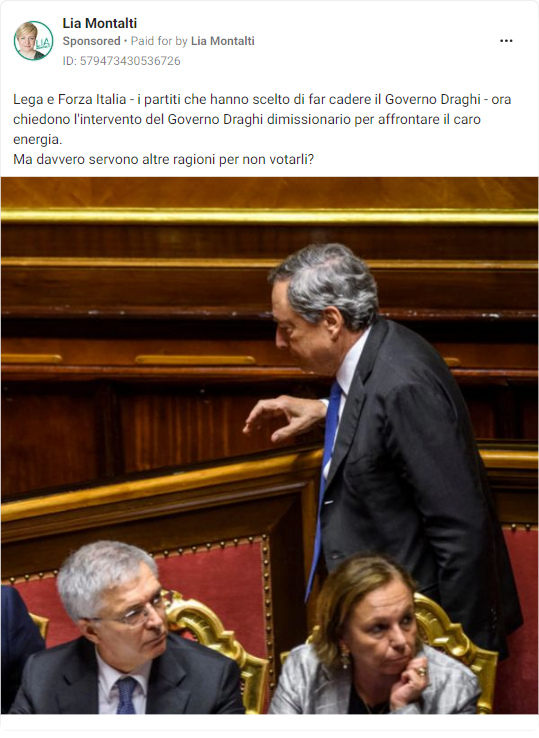 Lia Montalti
Sponsored • Paid for by Lia Montalti
ID: 579473430536726
Lega e Forza Italia - i partiti che hanno scelto di far cadere il Governo Draghi - ora
chiedono l'intervento del Governo Draghi dimissionario per affrontare il caro
energia.
Ma davvero servono altre ragioni per non votarli?